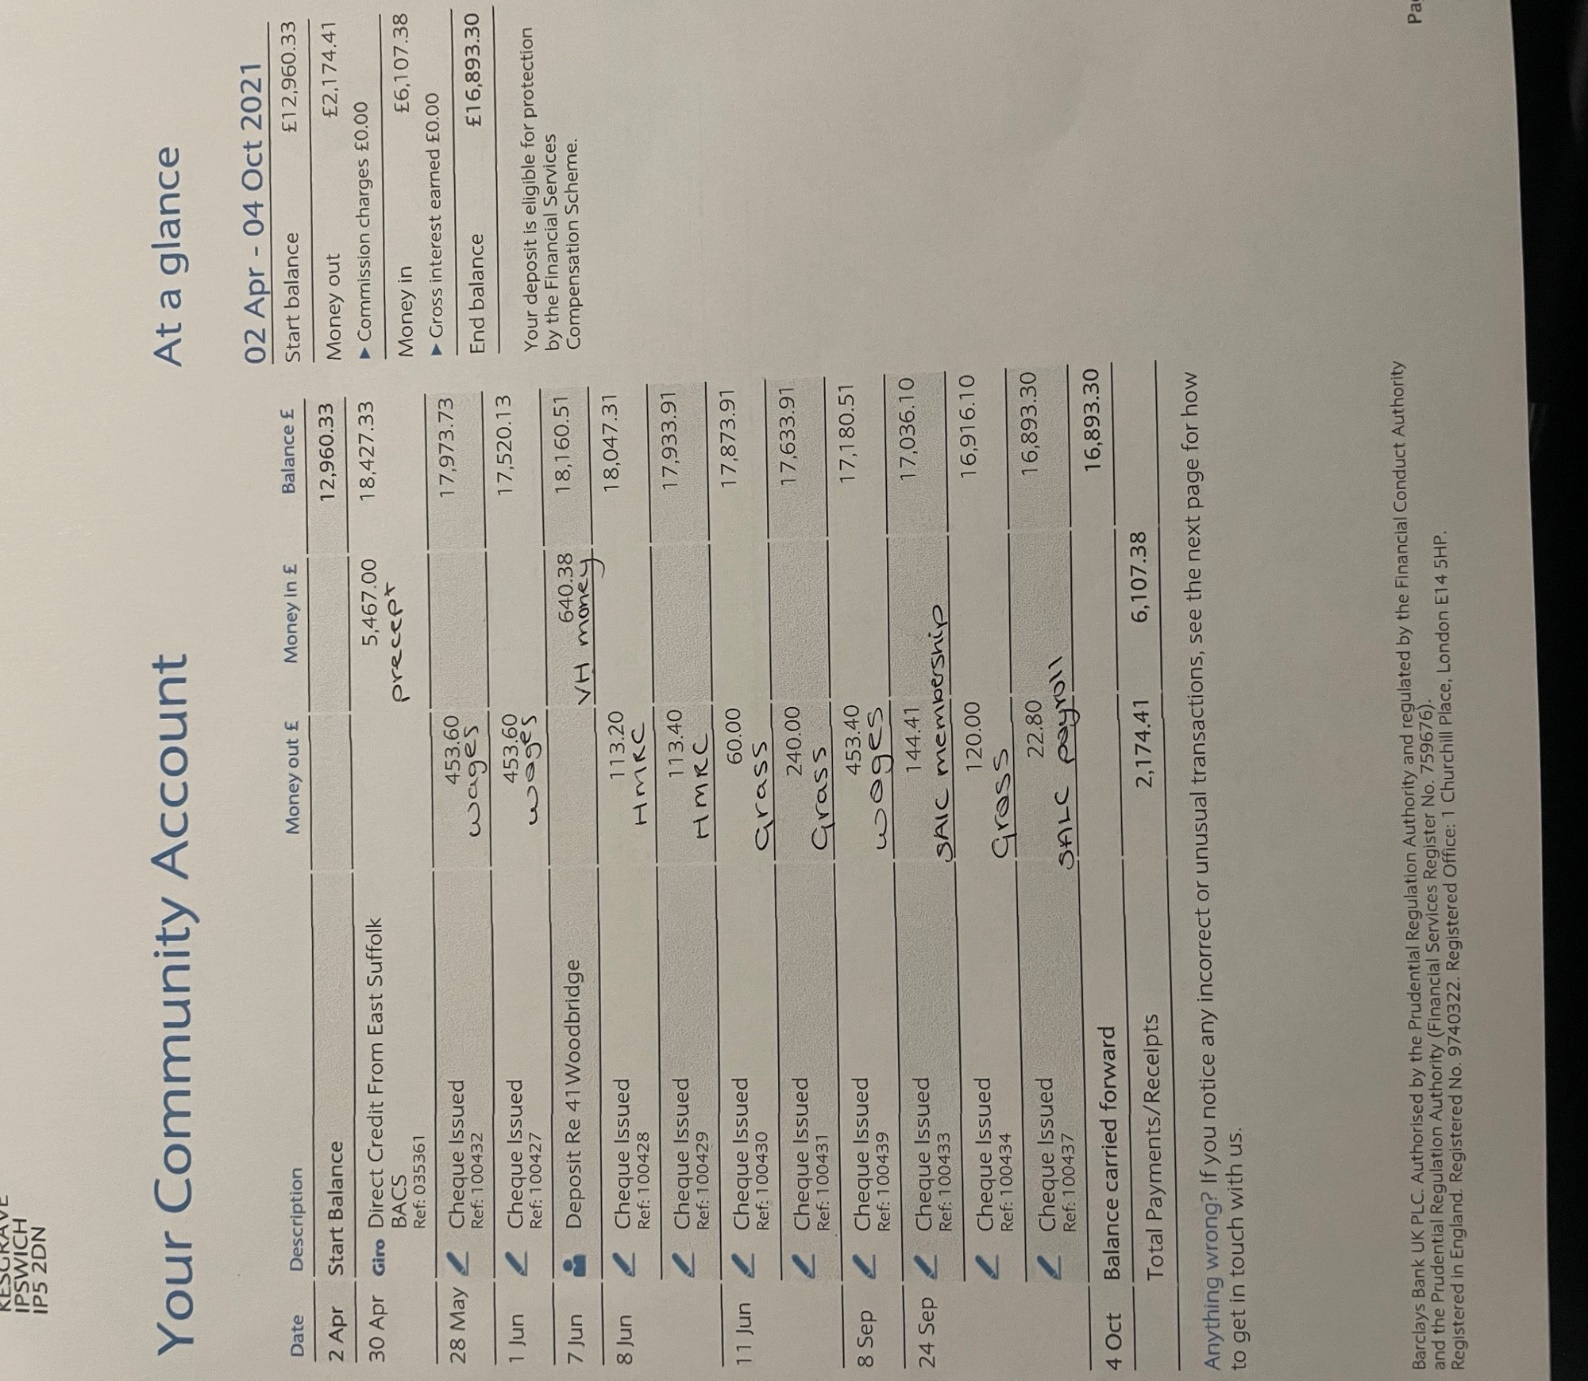 KESGRAVE
IPSWICH
IP5 2DN
Your Community Account
Date Description Money out £ Money in £ Balance £
2 Apr Start Balance 12,960.33
30 Apr Giro Direct Credit From East Suffolk 5,467.00 18,427.33
BACS precept
Ref: 035361
28 May Cheque Issued 453.60 17,973.73
Ref: 100432 wages
1 Jun Cheque Issued 453.60 17,520.13
Ref: 100427 wages
7 Jun Deposit Re 41Woodbridge 640.38 18,160.51
VH money
8 Jun Cheque Issued 113.20 18,047.31
Ref: 100428 HMRC
Cheque Issued 113.40 17,933.91
Ref: 100429 HMRC
11 Jun Cheque Issued 60.00 17,873.91
Ref: 100430 Grass
Cheque Issued 240.00 17,633.91
Ref: 100431 Grass
8 Sep Cheque Issued 453.40 17,180.51
Ref: 100439 wages
24 Sep Cheque Issued 144.41 17,036.10
Ref: 100433 SALC membership
Cheque Issued 120.00 16,916.10
Ref: 100434 Grass
Cheque Issued 22.80 16,893.30
Ref: 100437 SALC payroll
4 Oct Balance carried forward 16,893.30
Total Payments/Receipts 2,174.41 6,107.38
Anything wrong? If you notice any incorrect or unusual transactions, see the next page for how
to get in touch with us.
At a glance
02 Apr - 04 Oct 2021
Start balance £12,960.33
Money out £2,174.41
▶ Commission charges £0.00
Money in £6,107.38
▶ Gross interest earned £0.00
End balance £16,893.30
Your deposit is eligible for protection
by the Financial Services
Compensation Scheme.
Barclays Bank UK PLC. Authorised by the Prudential Regulation Authority and regulated by the Financial Conduct Authority
and the Prudential Regulation Authority (Financial Services Register No. 759676).
Registered in England. Registered No. 9740322. Registered Office: 1 Churchill Place, London E14 5HP.